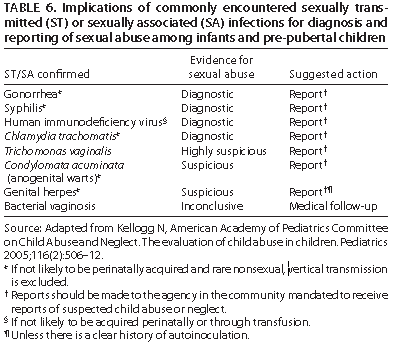 TABLE 6. Implications of commonly encountered sexually trans-
mitted (ST) or sexually associated (SA) infections for diagnosis and
reporting of sexual abuse among infants and pre-pubertal children
Evidence for
ST/SA confirmed sexual abuse Suggested action
Gonorrhea* Diagnostic Report†
Syphilis* Diagnostic Report†
Human immunodeficiency virus§ Diagnostic Report†
Chlamydia trachomatis* Diagnostic Report†
Trichomonas vaginalis Highly suspicious Report†
Condylomata acuminata Suspicious Report†
(anogenital warts)*
Genital herpes* Suspicious Report†¶
Bacterial vaginosis Inconclusive Medical follow-up
Source: Adapted from Kellogg N, American Academy of Pediatrics Committee
on Child Abuse and Neglect. The evaluation of child abuse in children. Pediatrics
2005;116(2):506–12.
* If not likely to be perinatally acquired and rare nonsexual, vertical transmission
is excluded.
† Reports should be made to the agency in the community mandated to receive
reports of suspected child abuse or neglect.
§ If not likely to be acquired perinatally or through transfusion.
¶ Unless there is a clear history of autoinoculation.